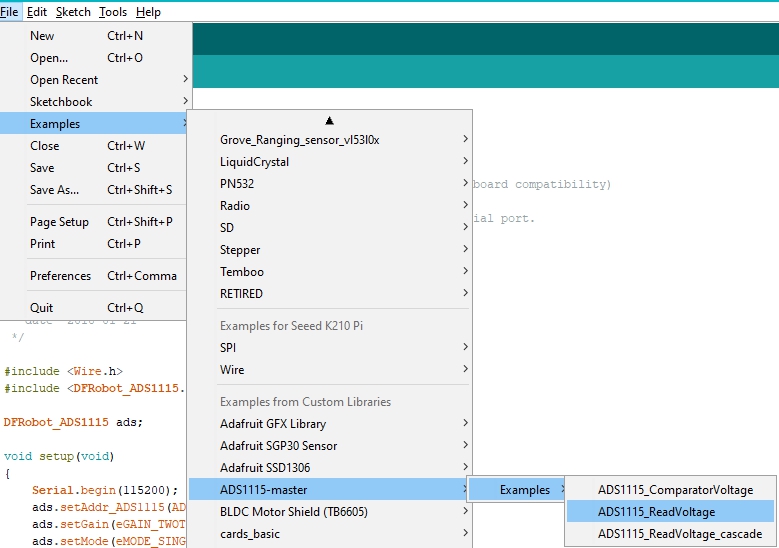 File Edit Sketch Tools Help
New Ctrl+N
Open... Ctrl+O
Open Recent
Sketchbook
Examples
Close Ctrl+W
Save Ctrl+S
Save As... Ctrl+Shift+S
Page Setup Ctrl+Shift+P
Print Ctrl+P
Preferences Ctrl+Comma
Quit Ctrl+Q
Grove_Ranging_sensor_vl53l0x
LiquidCrystal
PN532
Radio
SD
Stepper
Temboo
RETIRED
Examples for Seeed K210 Pi
SPI
Wire
Examples from Custom Libraries
Adafruit GFX Library
Adafruit SGP30 Sensor
Adafruit SSD1306
ADS1115-master
BLDC Motor Shield (TB6605)
cards_basic
Examples
ADS1115_ComparatorVoltage
ADS1115_ReadVoltage
ADS1115_ReadVoltage_cascade
board compatibility)
ial port.
*/
#include <Wire.h>
#include <DFRobot_ADS1115.
DFRobot_ADS1115 ads;
void setup(void)
{
Serial.begin(115200);
ads.setAddr_ADS1115(AD
ads.setGain(eGAIN_TWOT
ads.setMode(eMODE_SING